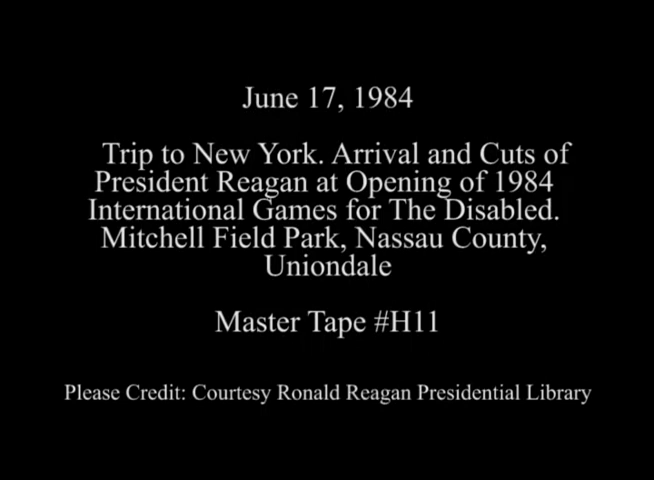 June 17, 1984
Trip to New York. Arrival and Cuts of
President Reagan at Opening of 1984
International Games for The Disabled.
Mitchell Field Park, Nassau County,
Uniondale
Master Tape #H11
Please Credit: Courtesy Ronald Reagan Presidential Library